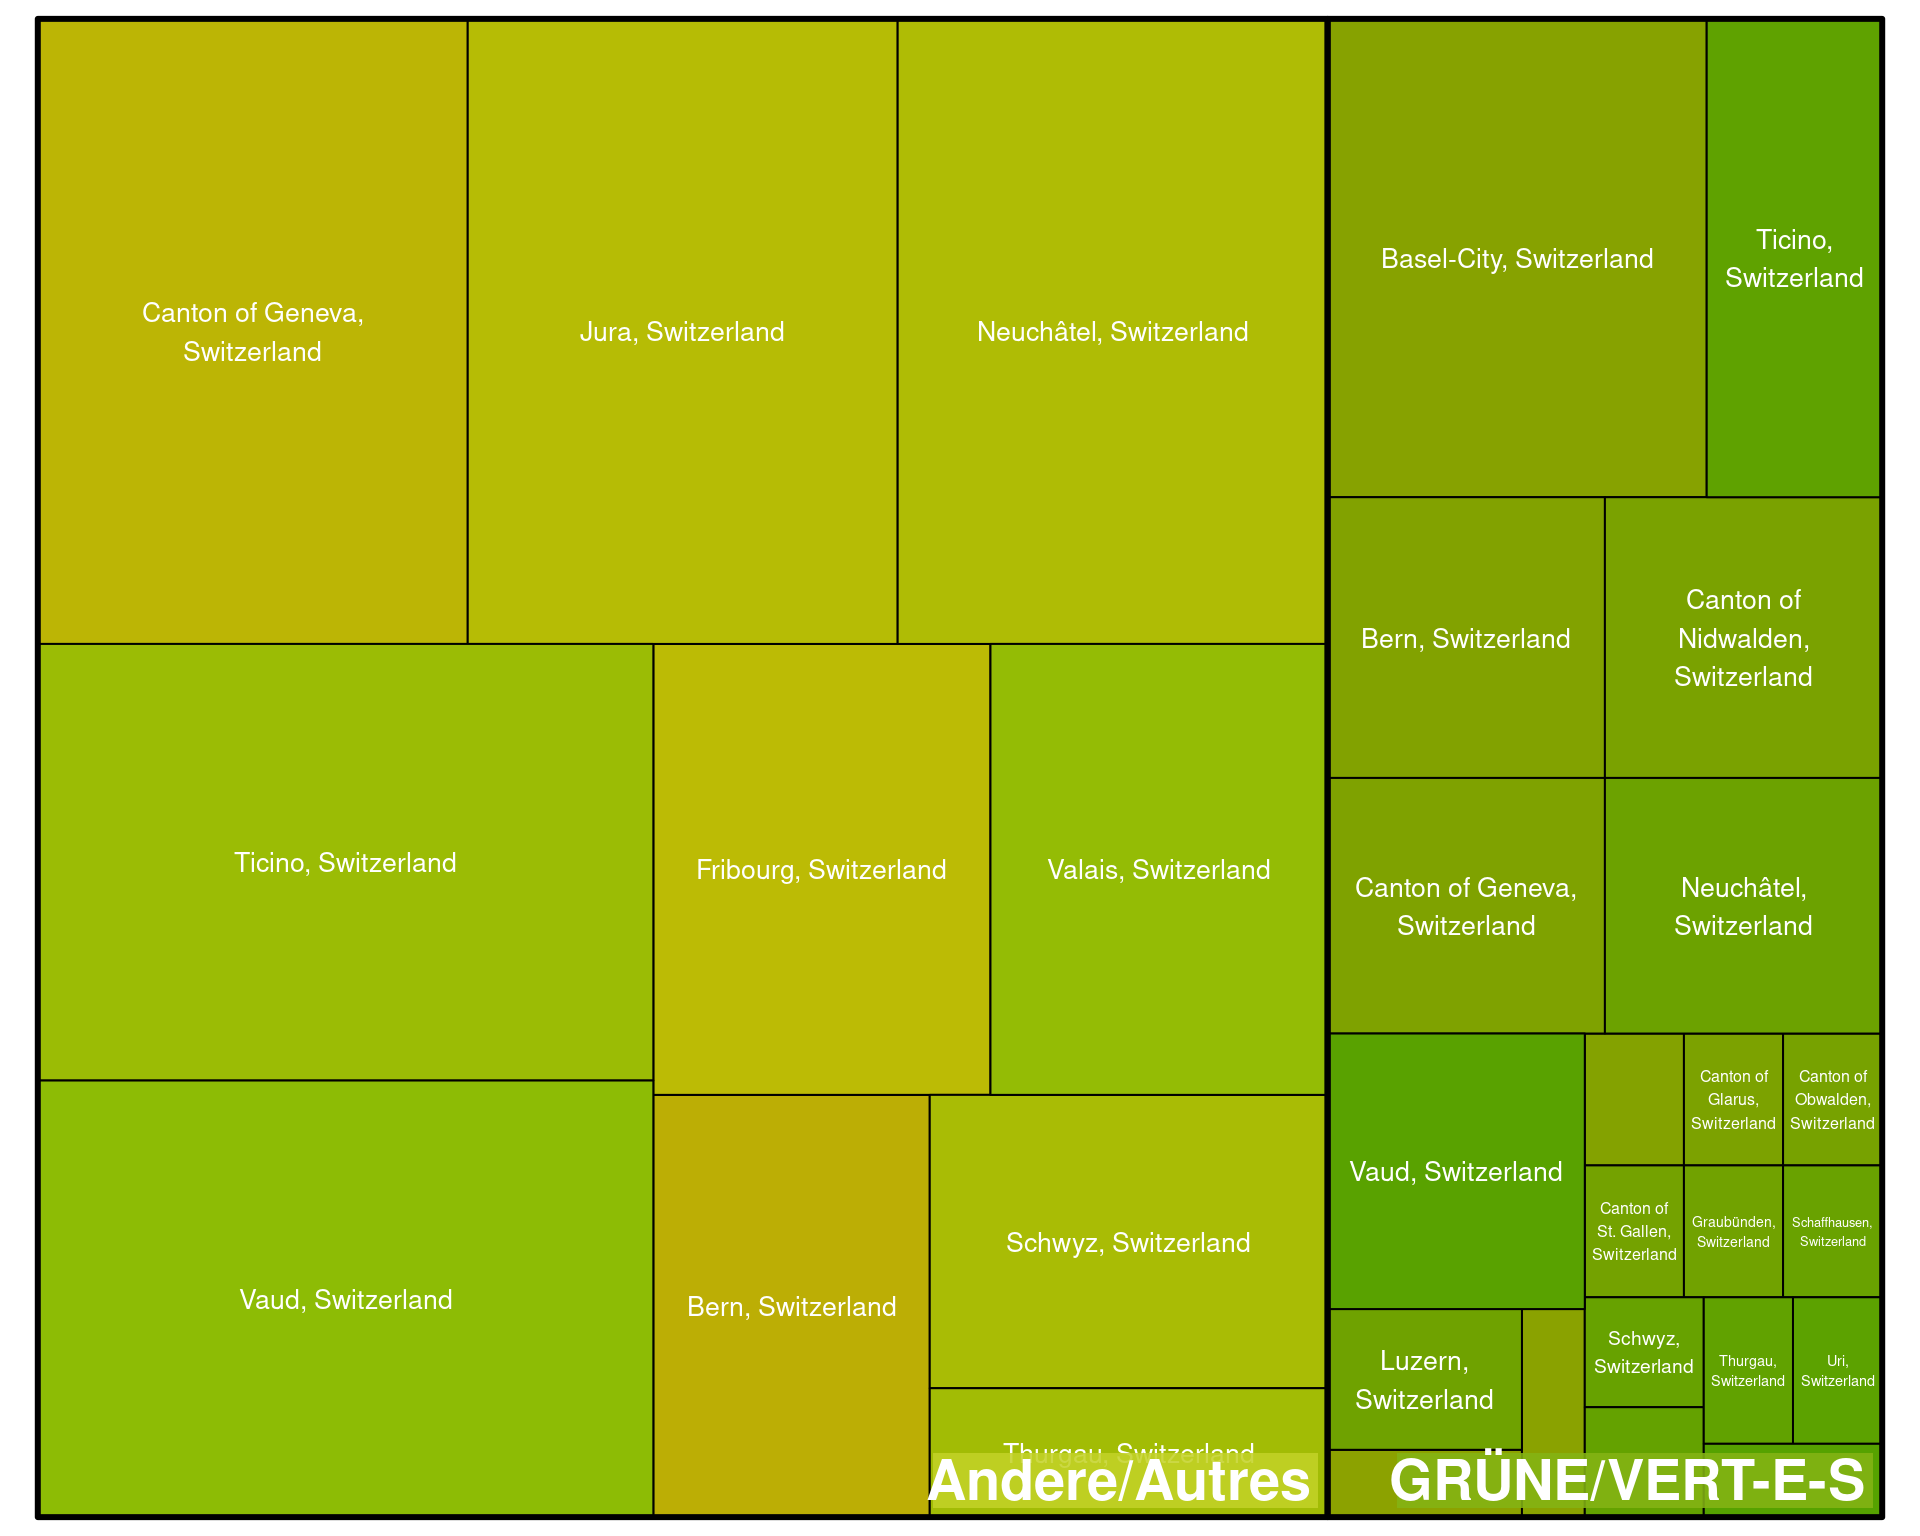 Canton of Geneva,
Switzerland
Jura, Switzerland
Neuchâtel, Switzerland
Ticino, Switzerland
Fribourg, Switzerland
Valais, Switzerland
Vaud, Switzerland
Bern, Switzerland
Schwyz, Switzerland
Thurgau, Switzerland
Andere/Autres
Basel-City, Switzerland
Ticino,
Switzerland
Bern, Switzerland
Canton of
Nidwalden,
Switzerland
Canton of Geneva,
Switzerland
Neuchâtel,
Switzerland
Vaud, Switzerland
Canton of
Glarus,
Switzerland
Canton of
Obwalden,
Switzerland
Canton of
St. Gallen,
Switzerland
Graubünden,
Switzerland
Schaffhausen,
Switzerland
Luzern,
Switzerland
Schwyz,
Switzerland
Thurgau,
Switzerland
Uri,
Switzerland
GRÜNE/VERT-E-S